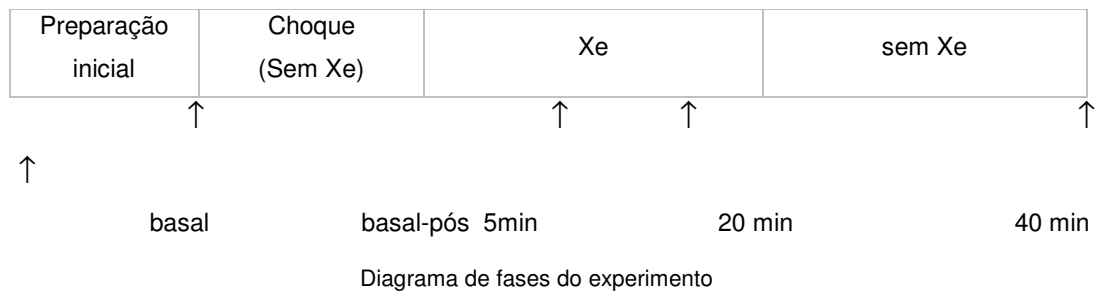 Preparação inicial
Choque (Sem Xe)
Xe
sem Xe
↑ ↑ ↑ ↑
↑
basal basal-pós 5min 20 min 40 min
Diagrama de fases do experimento